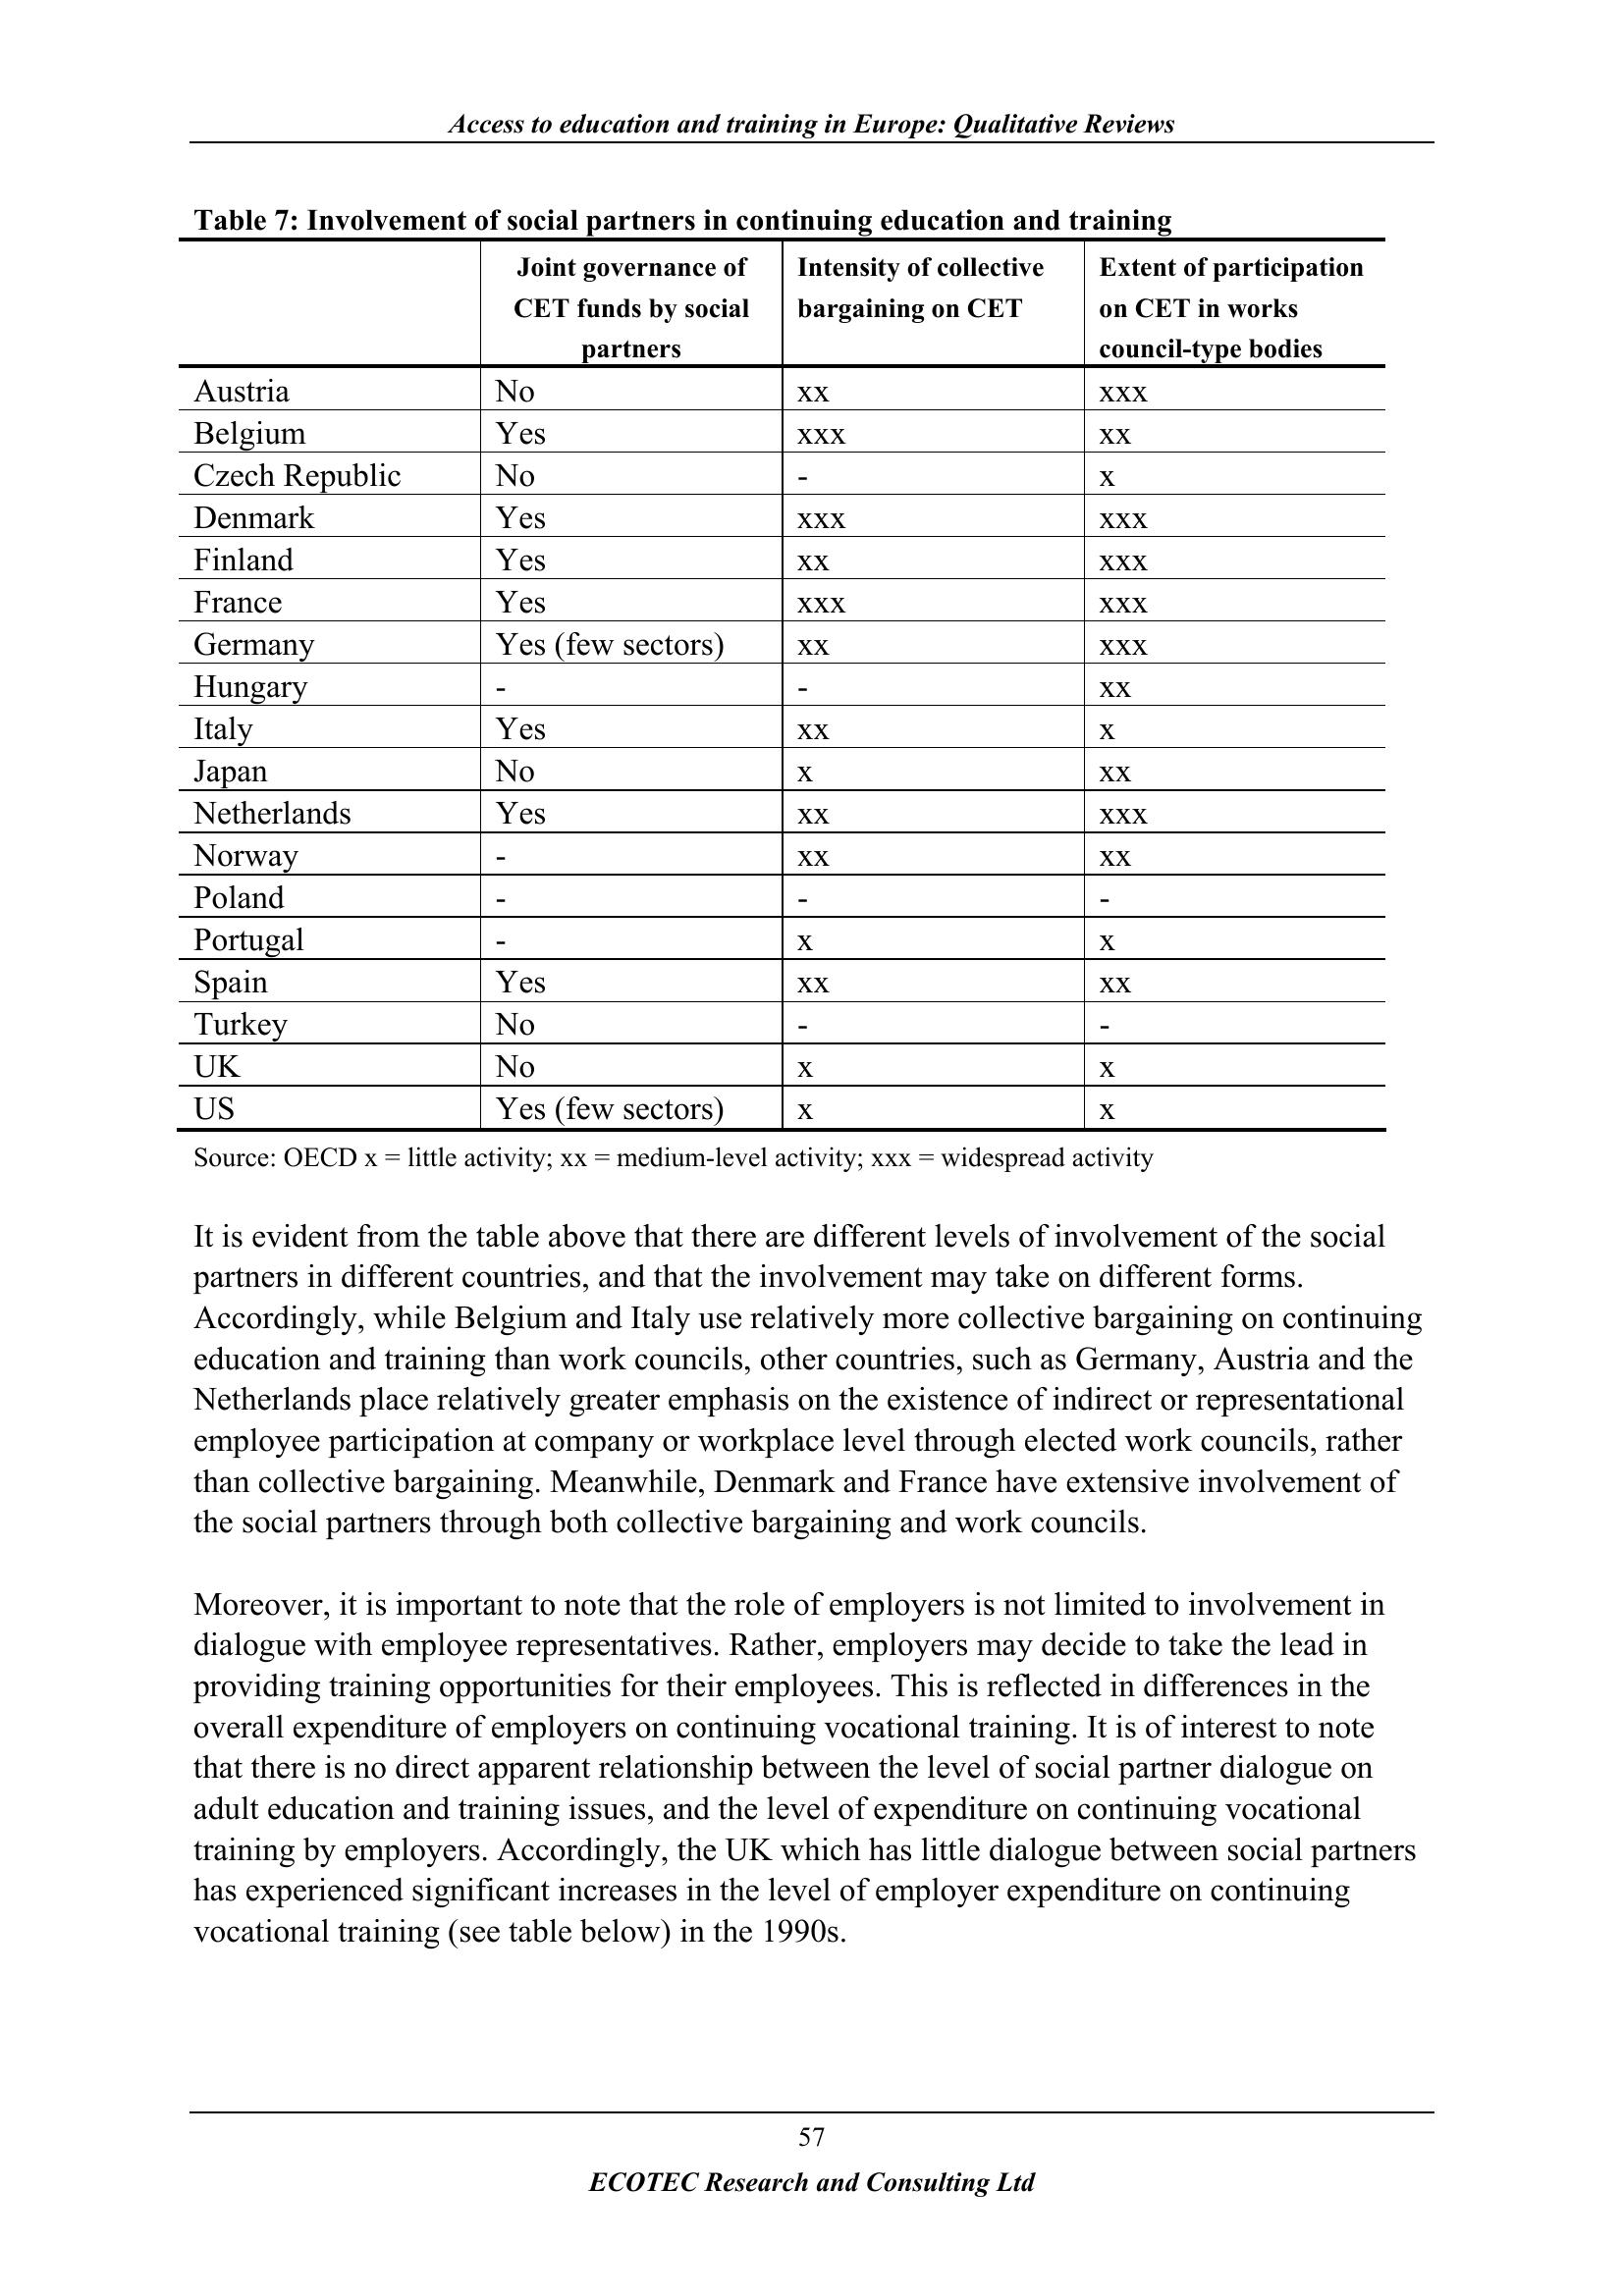 Access to education and training in Europe: Qualitative Reviews
Table 7: Involvement of social partners in continuing education and training
Joint governance of CET funds by social partners Intensity of collective bargaining on CET Extent of participation on CET in works council-type bodies
Austria No xx xxx
Belgium Yes xxx xx
Czech Republic No - x
Denmark Yes xxx xxx
Finland Yes xx xxx
France Yes xxx xxx
Germany Yes (few sectors) xx xxx
Hungary - - xx
Italy Yes xx x
Japan No x xx
Netherlands Yes xx xxx
Norway - xx xx
Poland - - -
Portugal - x x
Spain Yes xx xx
Turkey No - -
UK No x x
US Yes (few sectors) x x
Source: OECD x = little activity; xx = medium-level activity; xxx = widespread activity
It is evident from the table above that there are different levels of involvement of the social
partners in different countries, and that the involvement may take on different forms.
Accordingly, while Belgium and Italy use relatively more collective bargaining on continuing
education and training than work councils, other countries, such as Germany, Austria and the
Netherlands place relatively greater emphasis on the existence of indirect or representational
employee participation at company or workplace level through elected work councils, rather
than collective bargaining. Meanwhile, Denmark and France have extensive involvement of
the social partners through both collective bargaining and work councils.
Moreover, it is important to note that the role of employers is not limited to involvement in
dialogue with employee representatives. Rather, employers may decide to take the lead in
providing training opportunities for their employees. This is reflected in differences in the
overall expenditure of employers on continuing vocational training. It is of interest to note
that there is no direct apparent relationship between the level of social partner dialogue on
adult education and training issues, and the level of expenditure on continuing vocational
training by employers. Accordingly, the UK which has little dialogue between social partners
has experienced significant increases in the level of employer expenditure on continuing
vocational training (see table below) in the 1990s.
57
ECOTEC Research and Consulting Ltd